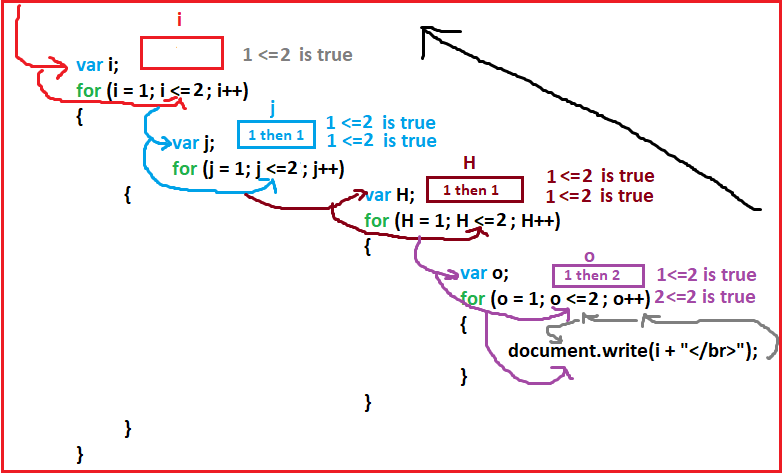 i
1 <=2 is true
var i;
for (i = 1; i <=2 ; i++)
{
j
1 then 1
1 <=2 is true
1 <=2 is true
var j;
for (j = 1; j <=2 ; j++)
{
H
1 then 1
1 <=2 is true
1 <=2 is true
var H;
for (H = 1; H <=2 ; H++)
{
o
1 then 2
1<=2 is true
var o;
for (o = 1; o <=2 ; o++) 2<=2 is true
{
document.write(i + "</br>");
}
}
}
}